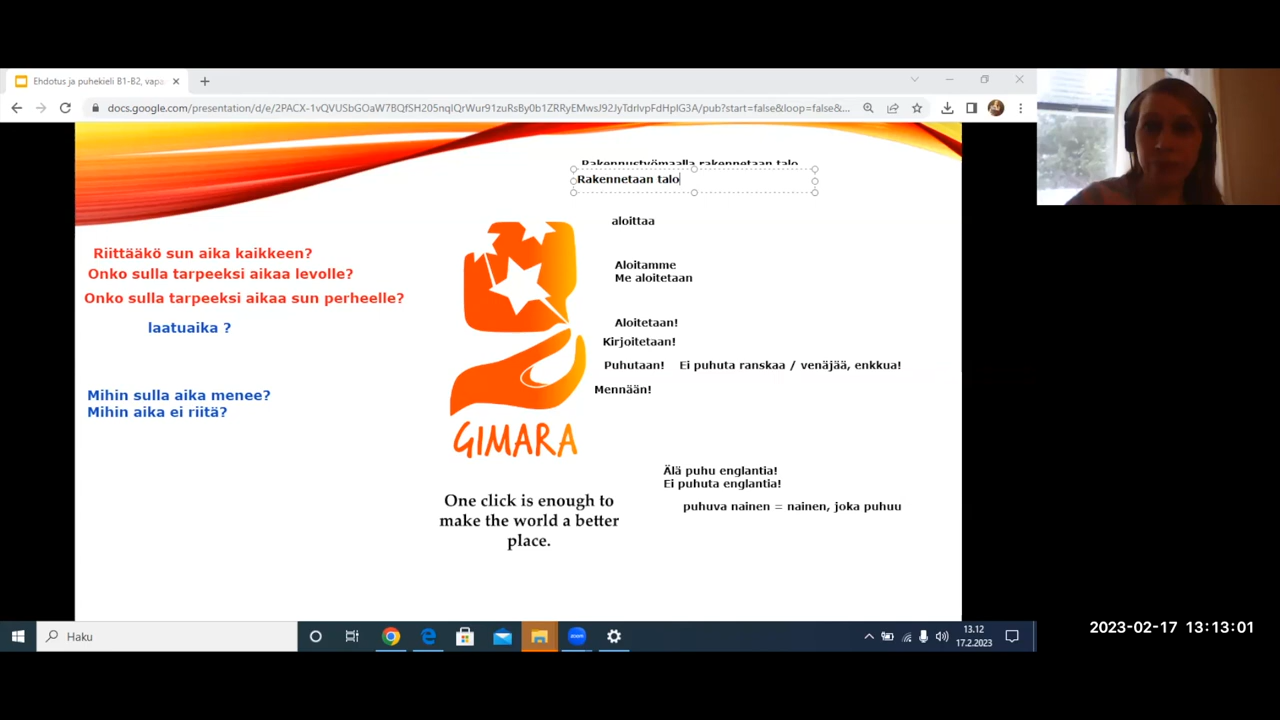 Ehdotus ja puhekieli B1-B2, vapa
docs.google.com/presentation/d/e/2PACX-1vQVUSbGOaW7BQfSH205nqIQrWur91zuRsBy0b1ZRRyEMwsJ92JyTdrlvpFdHpIG3A/pub?start=false&loop=false&...
Rakennustyömaalla rakennetaan talo
Rakennetaan talo
aloittaa
Riittääkö sun aika kaikkeen?
Onko sulla tarpeeksi aikaa levolle?
Onko sulla tarpeeksi aikaa sun perheelle?
laatuaika ?
Aloitamme
Me aloitetaan
Aloitetaan!
Kirjoitetaan!
Puhutaan! Ei puhuta ranskaa / venäjää, enkkua!
Mennään!
Mihin sulla aika menee?
Mihin aika ei riitä?
GIMARA
Älä puhu englantia!
Ei puhuta englantia!
puhuva nainen = nainen, joka puhuu
One click is enough to
make the world a better
place.
Haku
zoom
13.12
17.2.2023
2023-02-17 13:13:01